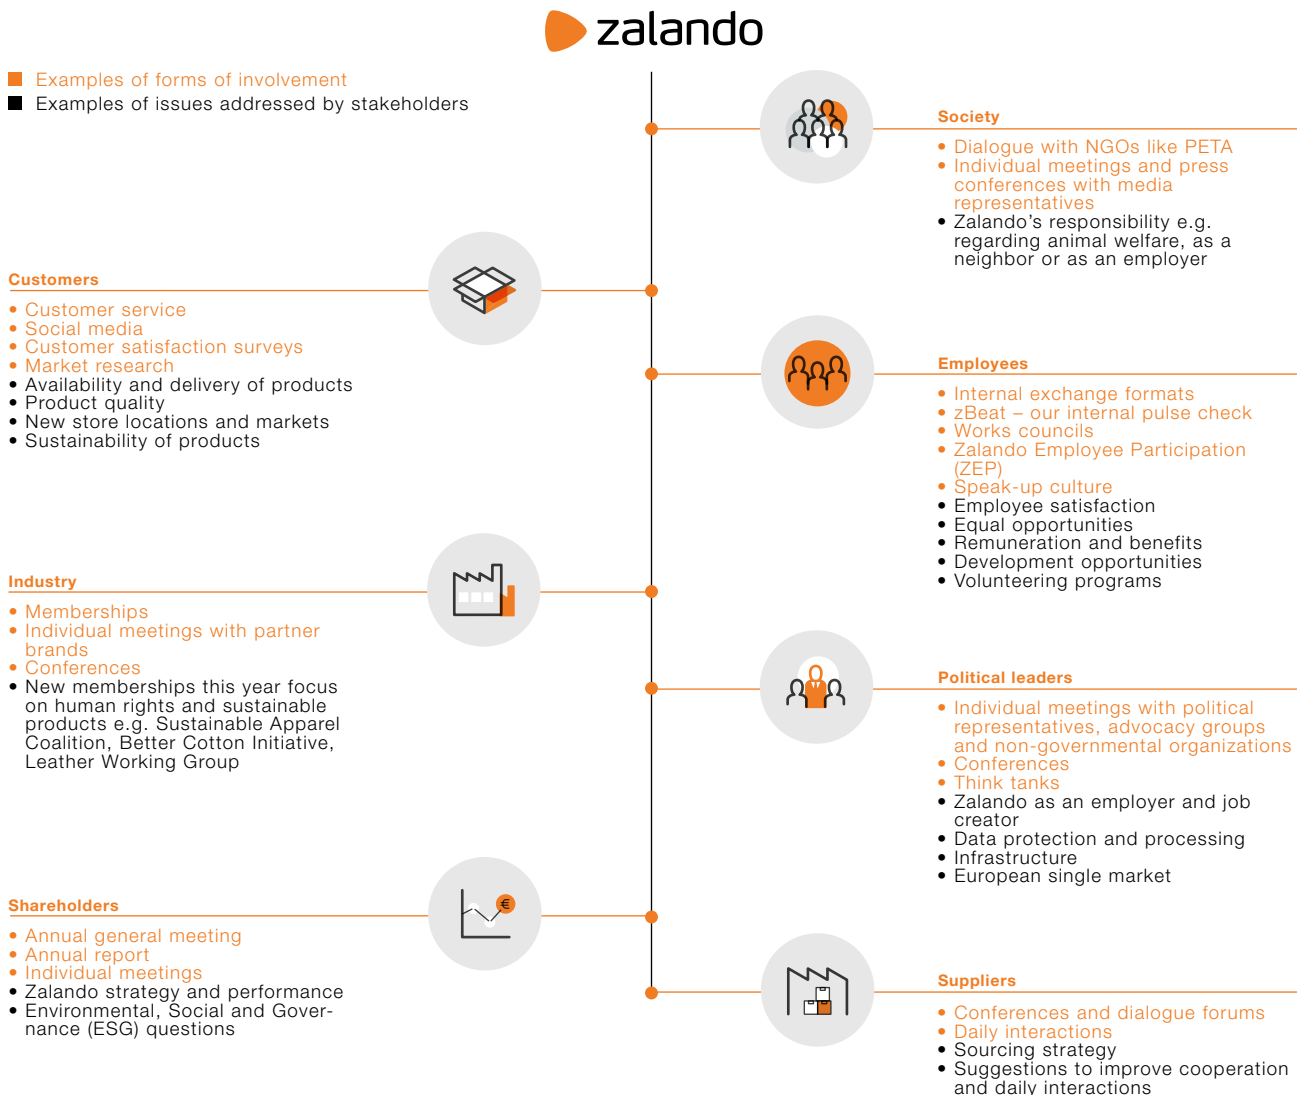 zalando
Examples of forms of involvement
Examples of issues addressed by stakeholders
Society
• Dialogue with NGOs like PETA
• Individual meetings and press
conferences with media
representatives
• Zalando’s responsibility e.g.
regarding animal welfare, as a
neighbor or as an employer
Customers
• Customer service
• Social media
• Customer satisfaction surveys
• Market research
• Availability and delivery of products
• Product quality
• New store locations and markets
• Sustainability of products
Employees
• Internal exchange formats
• zBeat – our internal pulse check
• Works councils
• Zalando Employee Participation
(ZEP)
• Speak-up culture
• Employee satisfaction
• Equal opportunities
• Remuneration and benefits
• Development opportunities
• Volunteering programs
Industry
• Memberships
• Individual meetings with partner
brands
• Conferences
• New memberships this year focus
on human rights and sustainable
products e.g. Sustainable Apparel
Coalition, Better Cotton Initiative,
Leather Working Group
Political leaders
• Individual meetings with political
representatives, advocacy groups
and non-governmental organizations
• Conferences
• Think tanks
• Zalando as an employer and job
creator
• Data protection and processing
• Infrastructure
• European single market
Shareholders
• Annual general meeting
• Annual report
• Individual meetings
• Zalando strategy and performance
• Environmental, Social and Gover-
nance (ESG) questions
€
Suppliers
• Conferences and dialogue forums
• Daily interactions
• Sourcing strategy
• Suggestions to improve cooperation
and daily interactions